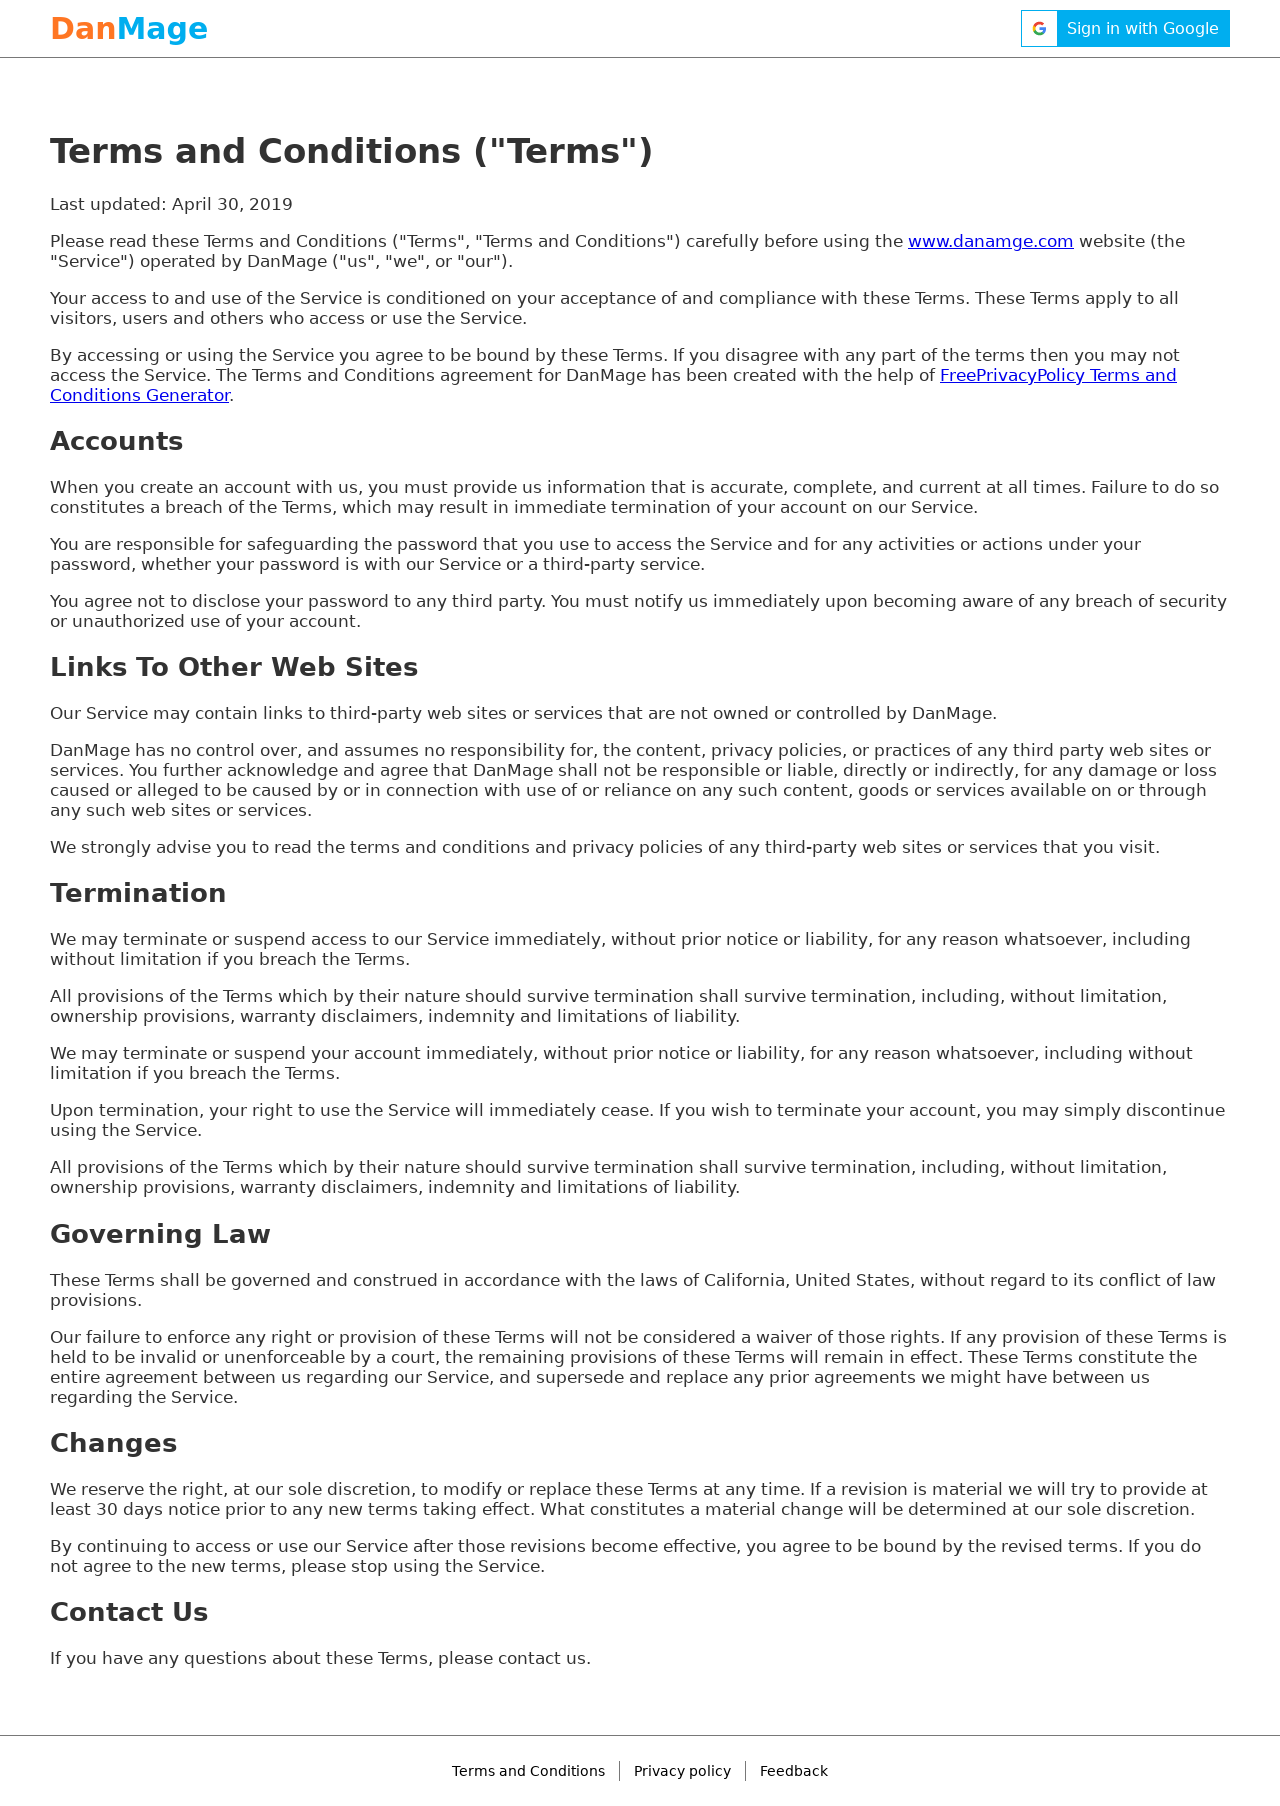 DanMage
Sign in with Google
Terms and Conditions ("Terms")
Last updated: April 30, 2019
Please read these Terms and Conditions ("Terms", "Terms and Conditions") carefully before using the www.danamge.com website (the
"Service") operated by DanMage ("us", "we", or "our").
Your access to and use of the Service is conditioned on your acceptance of and compliance with these Terms. These Terms apply to all
visitors, users and others who access or use the Service.
By accessing or using the Service you agree to be bound by these Terms. If you disagree with any part of the terms then you may not
access the Service. The Terms and Conditions agreement for DanMage has been created with the help of FreePrivacyPolicy Terms and
Conditions Generator.
Accounts
When you create an account with us, you must provide us information that is accurate, complete, and current at all times. Failure to do so
constitutes a breach of the Terms, which may result in immediate termination of your account on our Service.
You are responsible for safeguarding the password that you use to access the Service and for any activities or actions under your
password, whether your password is with our Service or a third-party service.
You agree not to disclose your password to any third party. You must notify us immediately upon becoming aware of any breach of security
or unauthorized use of your account.
Links To Other Web Sites
Our Service may contain links to third-party web sites or services that are not owned or controlled by DanMage.
DanMage has no control over, and assumes no responsibility for, the content, privacy policies, or practices of any third party web sites or
services. You further acknowledge and agree that DanMage shall not be responsible or liable, directly or indirectly, for any damage or loss
caused or alleged to be caused by or in connection with use of or reliance on any such content, goods or services available on or through
any such web sites or services.
We strongly advise you to read the terms and conditions and privacy policies of any third-party web sites or services that you visit.
Termination
We may terminate or suspend access to our Service immediately, without prior notice or liability, for any reason whatsoever, including
without limitation if you breach the Terms.
All provisions of the Terms which by their nature should survive termination shall survive termination, including, without limitation,
ownership provisions, warranty disclaimers, indemnity and limitations of liability.
We may terminate or suspend your account immediately, without prior notice or liability, for any reason whatsoever, including without
limitation if you breach the Terms.
Upon termination, your right to use the Service will immediately cease. If you wish to terminate your account, you may simply discontinue
using the Service.
All provisions of the Terms which by their nature should survive termination shall survive termination, including, without limitation,
ownership provisions, warranty disclaimers, indemnity and limitations of liability.
Governing Law
These Terms shall be governed and construed in accordance with the laws of California, United States, without regard to its conflict of law
provisions.
Our failure to enforce any right or provision of these Terms will not be considered a waiver of those rights. If any provision of these Terms is
held to be invalid or unenforceable by a court, the remaining provisions of these Terms will remain in effect. These Terms constitute the
entire agreement between us regarding our Service, and supersede and replace any prior agreements we might have between us
regarding the Service.
Changes
We reserve the right, at our sole discretion, to modify or replace these Terms at any time. If a revision is material we will try to provide at
least 30 days notice prior to any new terms taking effect. What constitutes a material change will be determined at our sole discretion.
By continuing to access or use our Service after those revisions become effective, you agree to be bound by the revised terms. If you do
not agree to the new terms, please stop using the Service.
Contact Us
If you have any questions about these Terms, please contact us.
Terms and Conditions
Privacy policy
Feedback